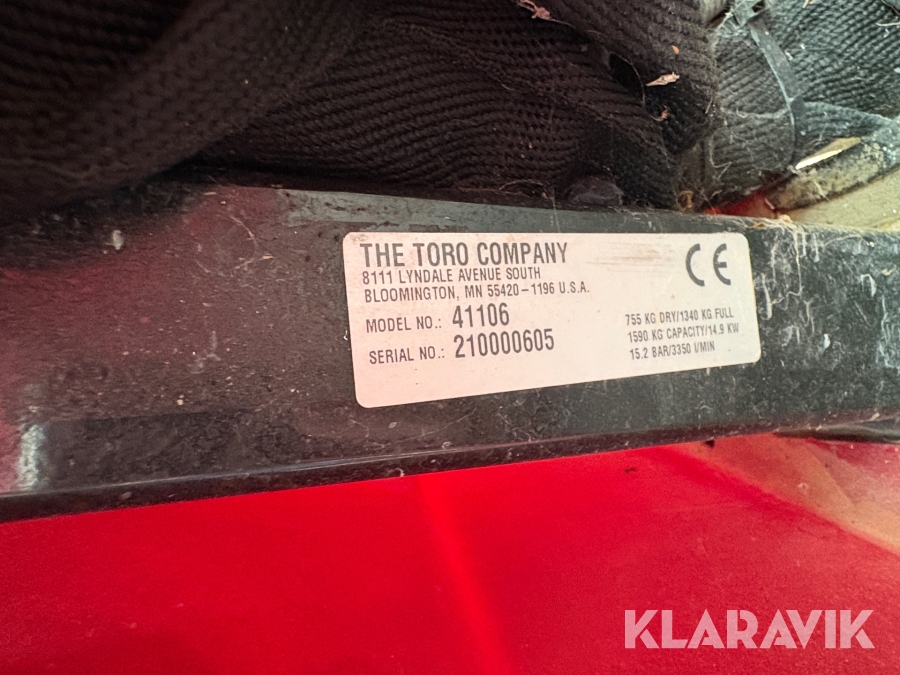 THE TORO COMPANY
8111 LYNDALE AVENUE SOUTH
BLOOMINGTON, MN 55420-1196 U.S.A.
MODEL NO.: 41106
SERIAL NO.: 210000605
CE
755 KG DRY/1340 KG FULL
1590 KG CAPACITY/14.9 KW
15.2 BAR/3350 I/MIN
KLARAVIK